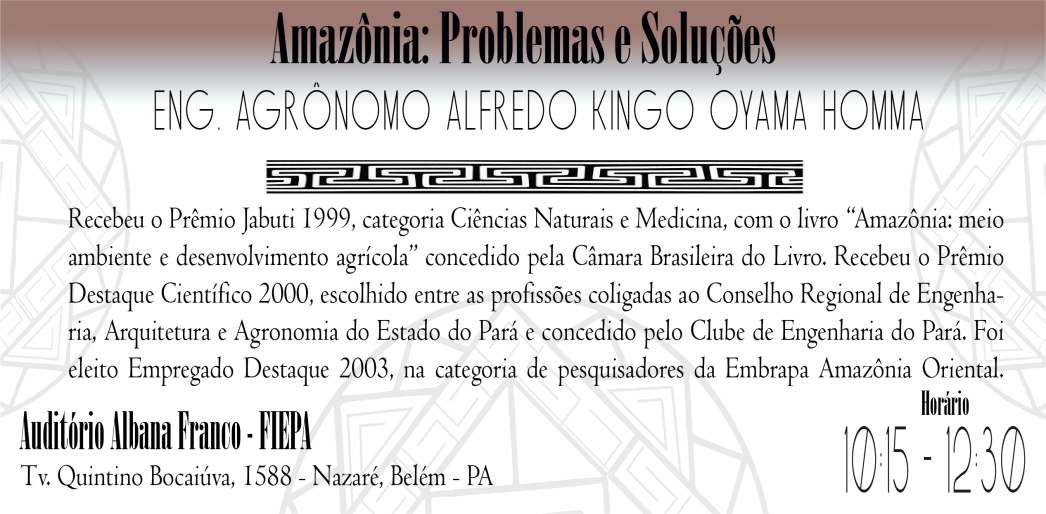 Amazônia: Problemas e Soluções
ENG. AGRÔNOMO ALFREDO KINGO OYAMA HOMMA
Recebeu o Prêmio Jabuti 1999, categoria Ciências Naturais e Medicina, com o livro “Amazônia: meio
ambiente e desenvolvimento agrícola” concedido pela Câmara Brasileira do Livro. Recebeu o Prêmio
Destaque Científico 2000, escolhido entre as profissões coligadas ao Conselho Regional de Engenha-
ria, Arquitetura e Agronomia do Estado do Pará e concedido pelo Clube de Engenharia do Pará. Foi
eleito Empregado Destaque 2003, na categoria de pesquisadores da Embrapa Amazônia Oriental.
Auditório Albana Franco - FIEPA
Tv. Quintino Bocaiúva, 1588 - Nazaré, Belém - PA
Horário
10:15 - 12:30